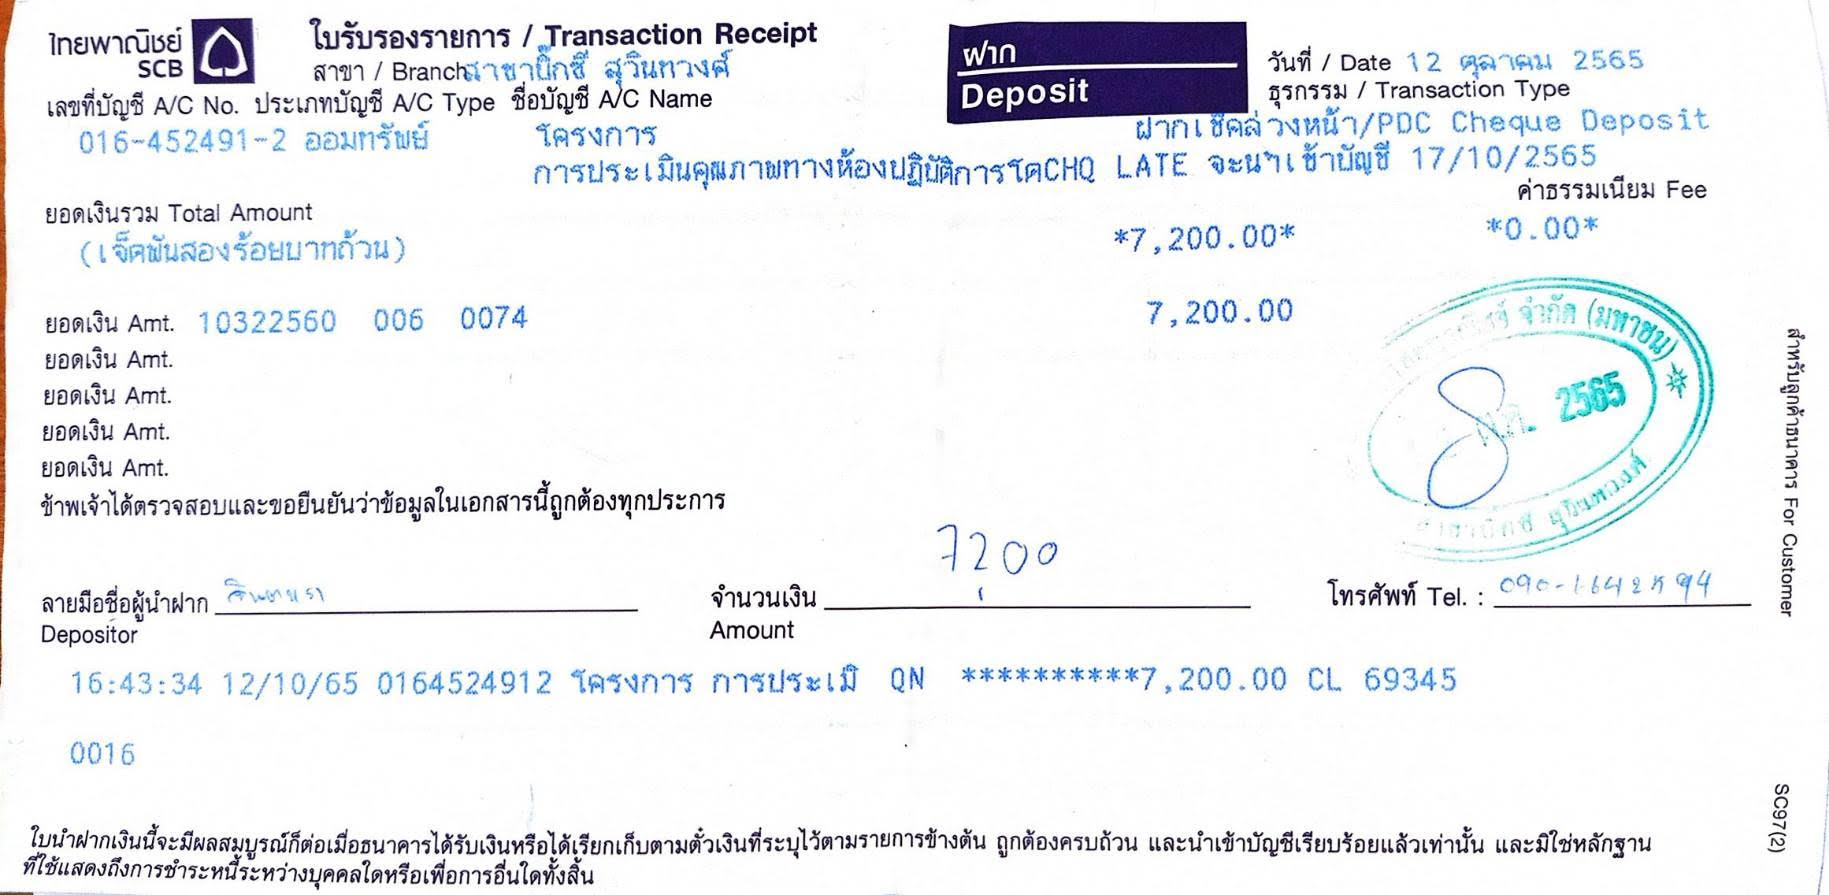 ไทยพาณิชย์
SCB
ใบรับรองรายการ / Transaction Receipt
สาขา / Branch สาขาบิ๊กซี สุวินทวงศ์
ฝาก
Deposit
วันที่ / Date 12 ตุลาคม 2565
ธุรกรรม / Transaction Type
เลขที่บัญชี A/C No. ประเภทบัญชี A/C Type ชื่อบัญชี A/C Name
016-452491-2 ออมทรัพย์ โครงการ
ฝากเช็คล่วงหน้า/PDC Cheque Deposit
การประเมินคุณภาพทางห้องปฏิบัติการโดCHQ LATE จะนำเข้าบัญชี 17/10/2565
ค่าธรรมเนียม Fee
ยอดเงินรวม Total Amount
(เจ็ดพันสองร้อยบาทถ้วน) *7,200.00* *0.00*
ยอดเงิน Amt. 10322560 006 0074 7,200.00
ยอดเงิน Amt.
ยอดเงิน Amt.
ยอดเงิน Amt.
ยอดเงิน Amt.
จำกัด (มหาชน)
2565
สุวินทวงศ์
ข้าพเจ้าได้ตรวจสอบและขอยืนยันว่าข้อมูลในเอกสารนี้ถูกต้องทุกประการ
7200
ลายมือชื่อผู้นำฝาก
Depositor
จำนวนเงิน
Amount
โทรศัพท์ Tel. :
16:43:34 12/10/65 0164524912 โครงการ การประเมิ QN **********7,200.00 CL 69345
0016
ใบนำฝากเงินนี้จะมีผลสมบูรณ์ก็ต่อเมื่อธนาคารได้รับเงินหรือได้เรียกเก็บตามตั๋วเงินที่ระบุไว้ตามรายการข้างต้น ถูกต้องครบถ้วน และนำเข้าบัญชีเรียบร้อยแล้วเท่านั้น และมิใช่หลักฐาน
ที่ใช้แสดงถึงการชำระหนี้ระหว่างบุคคลใดหรือเพื่อการอื่นใดทั้งสิ้น
สำหรับลูกค้าธนาคาร For Customer
SC97(2)